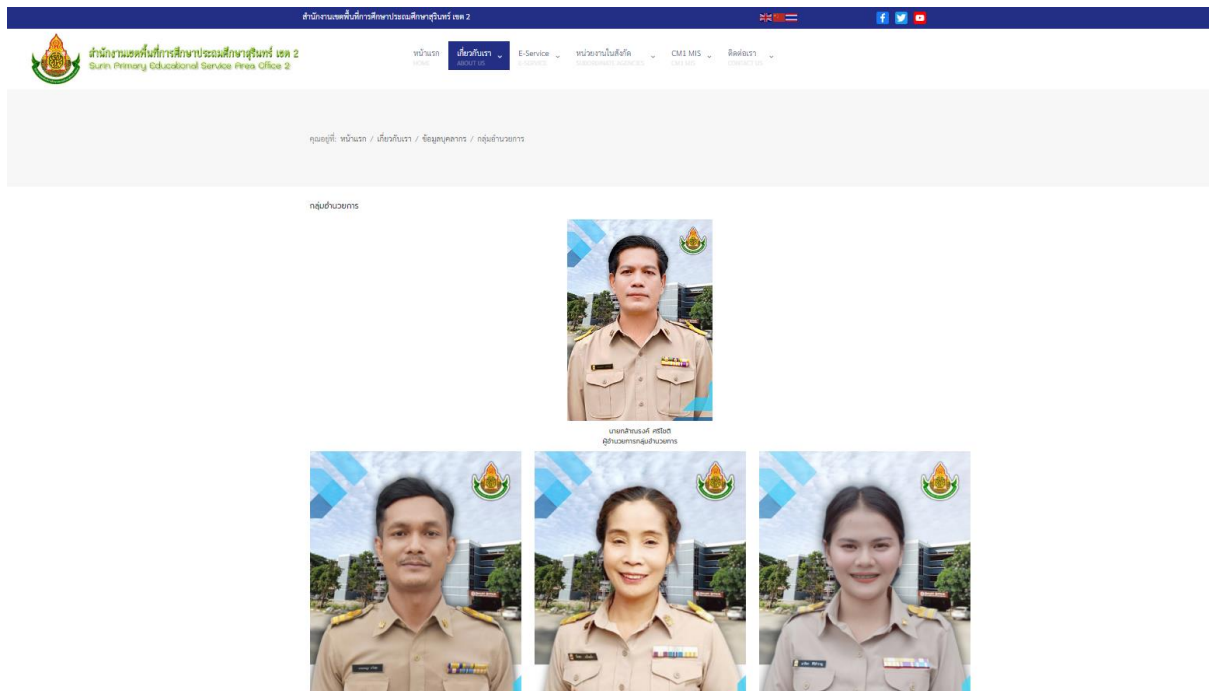 สำนักงานเขตพื้นที่การศึกษาประถมศึกษาสุรินทร์ เขต 2
สำนักงานเขตพื้นที่การศึกษาประถมศึกษาสุรินทร์ เขต 2
Surin Primary Educational Service Area Office 2
หน้าแรก เกี่ยวกับเรา E-Service หน่วยงานในสังกัด CM1 MIS ติดต่อเรา
HOME ABOUT US E-SERVICE SUBORDINATE AGENCIES CM1 MIS CONTACT US
คุณอยู่ที่: หน้าแรก / เกี่ยวกับเรา / ข้อมูลบุคลากร / กลุ่มอำนวยการ
กลุ่มอำนวยการ
ศรีโชติ
ผู้อำนวยการกลุ่มอำนวยการ